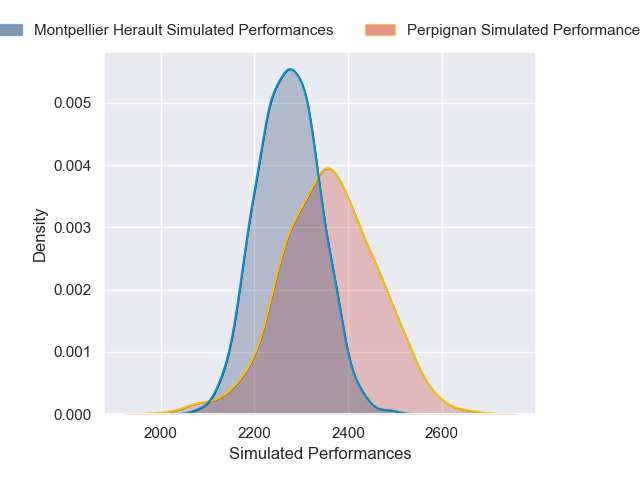 Montpellier Herault Simulated Performances
Perpignan Simulated Performance
0.005
0.004
0.003
0.002
0.001
0.000
Density
2000
2200
2400
2600
Simulated Performances